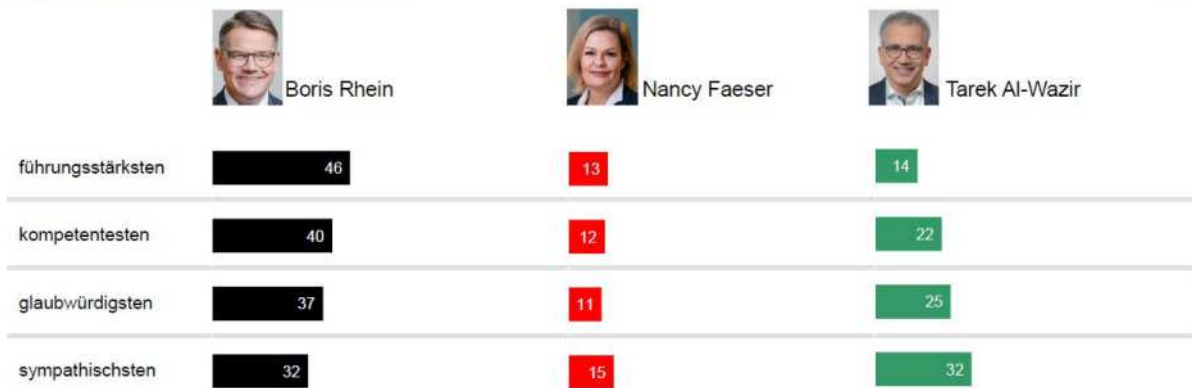 Boris Rhein Nancy Faeser Tarek Al-Wazir
führungsstärksten 46 13 14
kompetentesten 40 12 22
glaubwürdigsten 37 11 25
sympathischsten 32 15 32